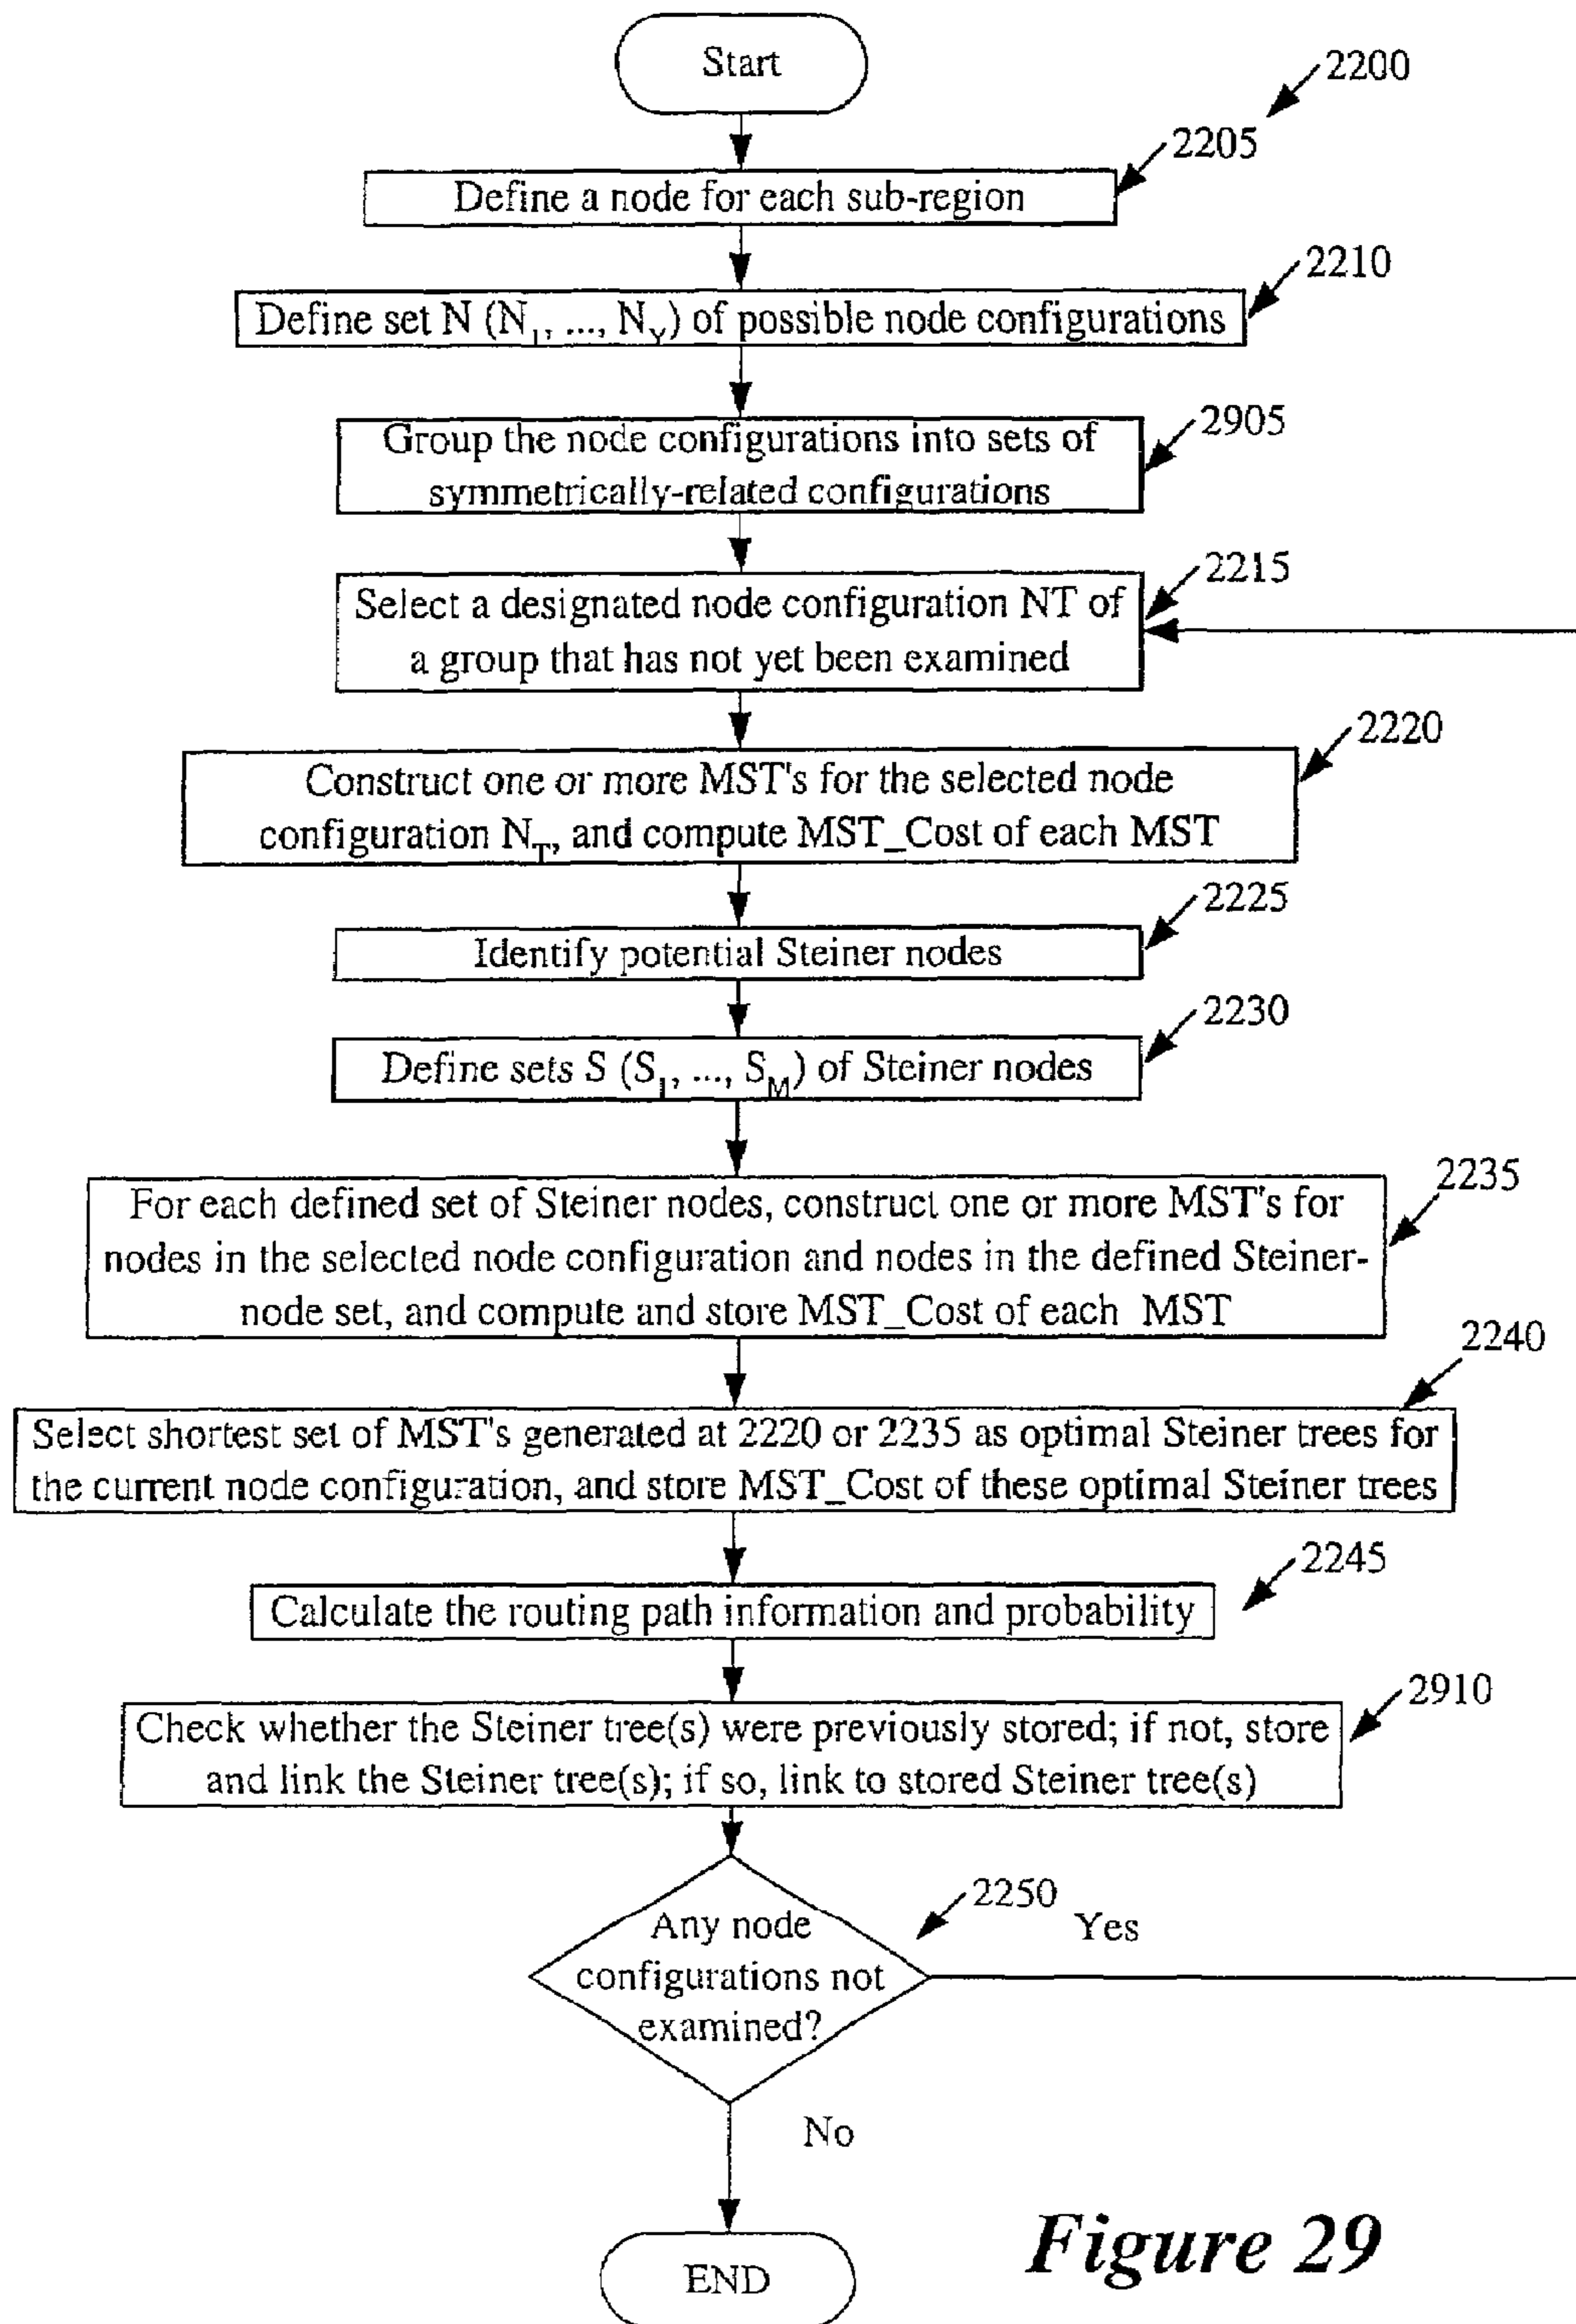 Start
2200
2205
Define a node for each sub-region
2210
Define set N (N1, ..., NY) of possible node configurations
2905
Group the node configurations into sets of
symmetrically-related configurations
2215
Select a designated node configuration NT of
a group that has not yet been examined
2220
Construct one or more MST's for the selected node
configuration NT, and compute MST_Cost of each MST
2225
Identify potential Steiner nodes
2230
Define sets S (S1, ..., SM) of Steiner nodes
2235
For each defined set of Steiner nodes, construct one or more MST's for
nodes in the selected node configuration and nodes in the defined Steiner-
node set, and compute and store MST_Cost of each MST
2240
Select shortest set of MST's generated at 2220 or 2235 as optimal Steiner trees for
the current node configuration, and store MST_Cost of these optimal Steiner trees
2245
Calculate the routing path information and probability
2910
Check whether the Steiner tree(s) were previously stored; if not, store
and link the Steiner tree(s); if so, link to stored Steiner tree(s)
2250
Yes
Any node
configurations not
examined?
No
END
Figure 29